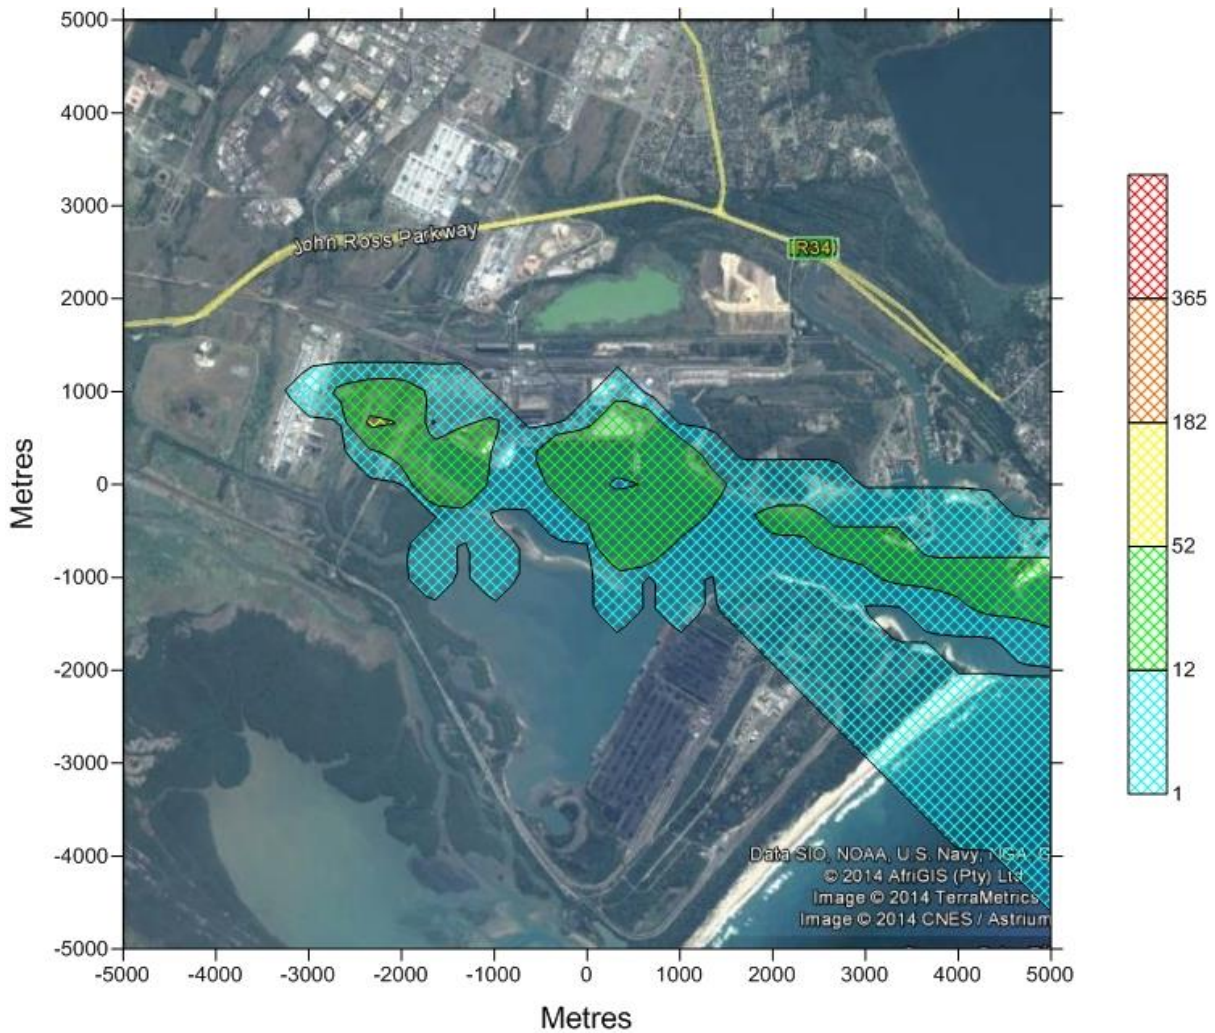 5000
4000
3000
2000
1000
0
-1000
-2000
-3000
-4000
-5000
Metres
-5000 -4000 -3000 -2000 -1000 0 1000 2000 3000 4000 5000
Metres
John Ross Parkway
R34
Data SIO, NOAA, U.S. Navy, NGA, G
© 2014 AfriGIS (Pty) Ltd
Image © 2014 TerraMetrics
Image © 2014 CNES / Astrium
365
182
52
12
1